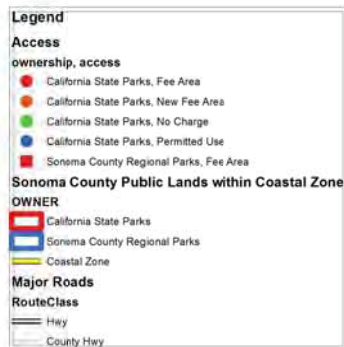 Legend
Access
ownership, access
California State Parks, Fee Area
California State Parks, New Fee Area
California State Parks, No Charge
California State Parks, Permitted Use
Sonoma County Regional Parks, Fee Area
Sonoma County Public Lands within Coastal Zone
OWNER
California State Parks
Sonoma County Regional Parks
Coastal Zone
Major Roads
RouteClass
Hwy
County Hwy